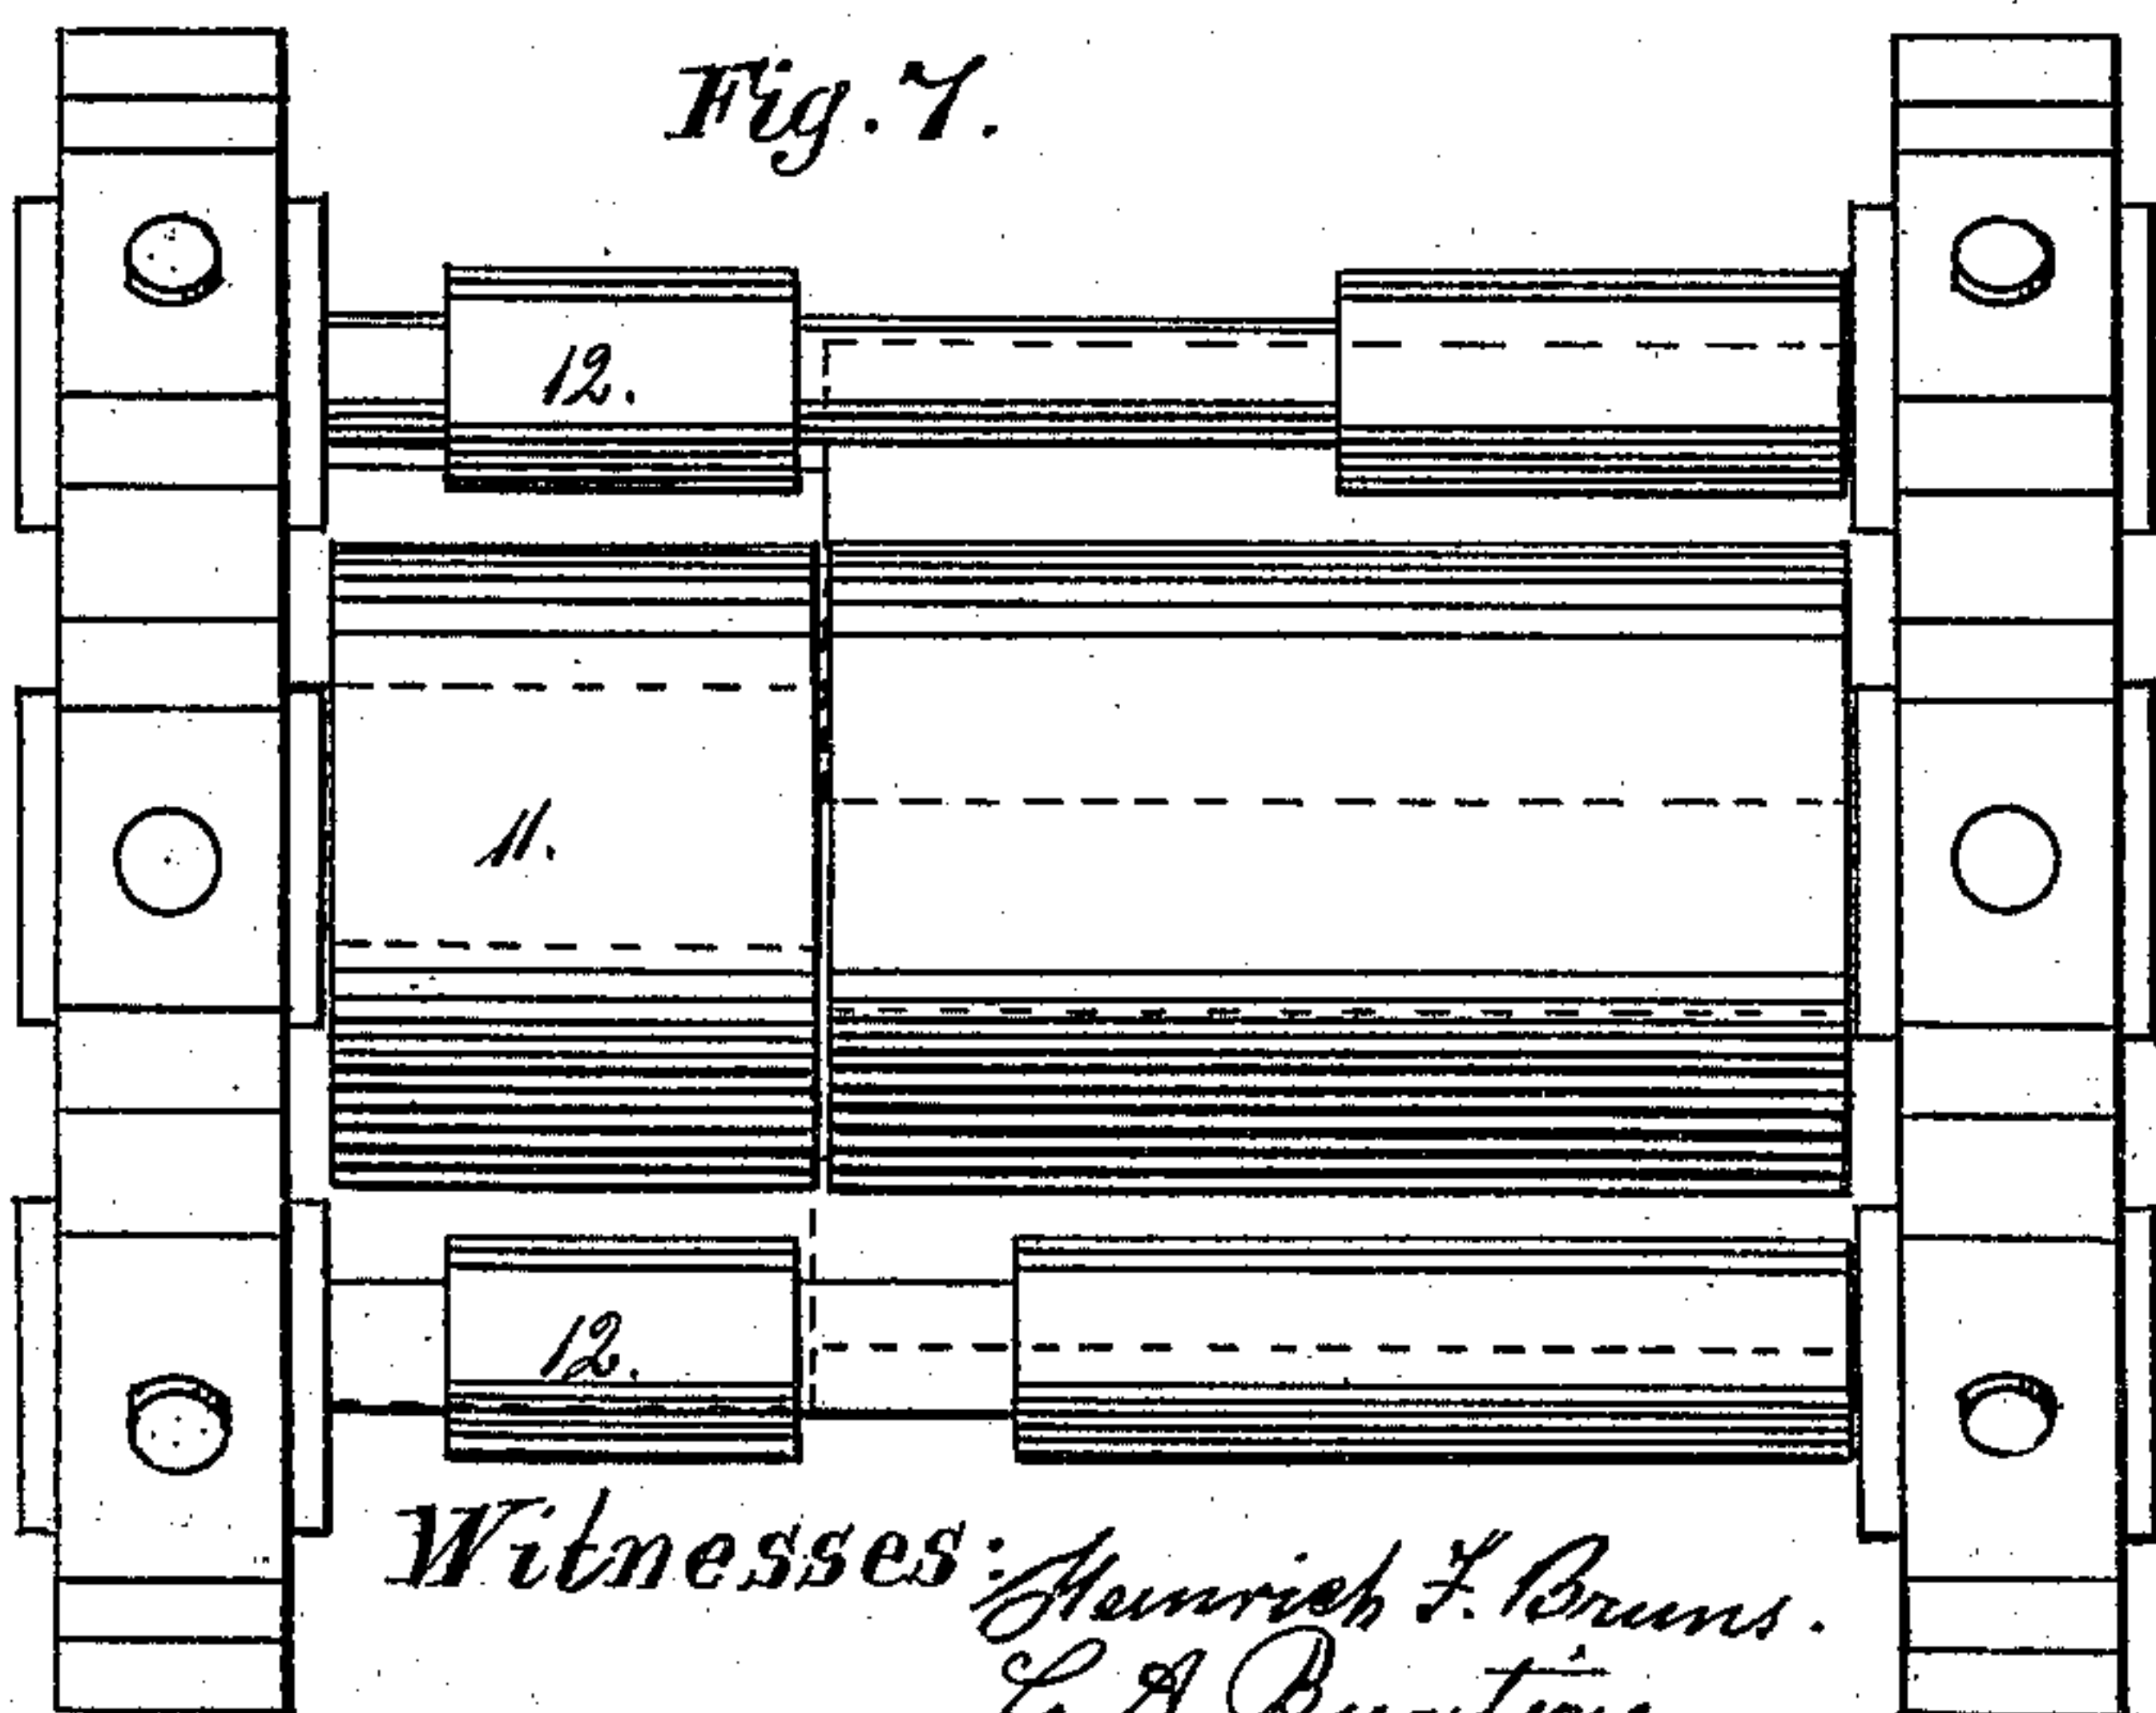 Fig. 7.
12.
11.
12.
Witnesses:
Heinrich F. Bruns.